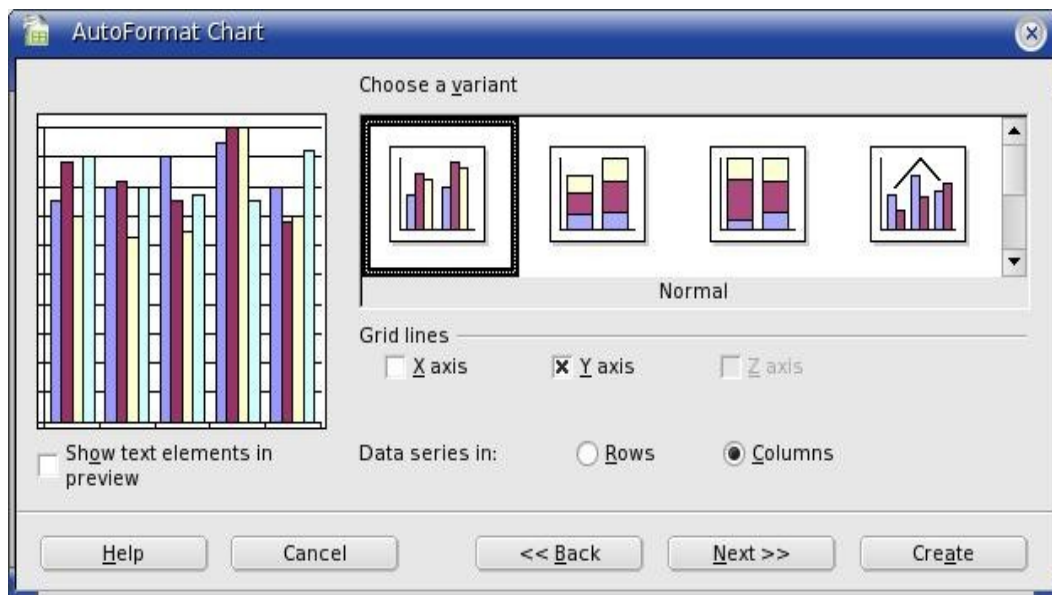 AutoFormat Chart
Choose a variant
Normal
Grid lines
X axis
Y axis
Z axis
Show text elements in
preview
Data series in:
Rows
Columns
Help
Cancel
<< Back
Next >>
Create